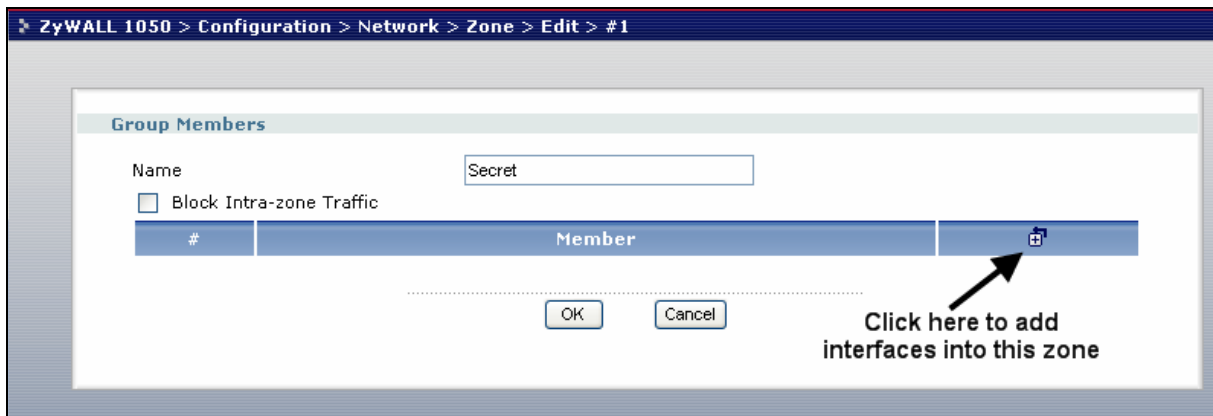 ZyWALL 1050 > Configuration > Network > Zone > Edit > #1
Group Members
Name Secret
Block Intra-zone Traffic
# Member
OK Cancel
Click here to add
interfaces into this zone